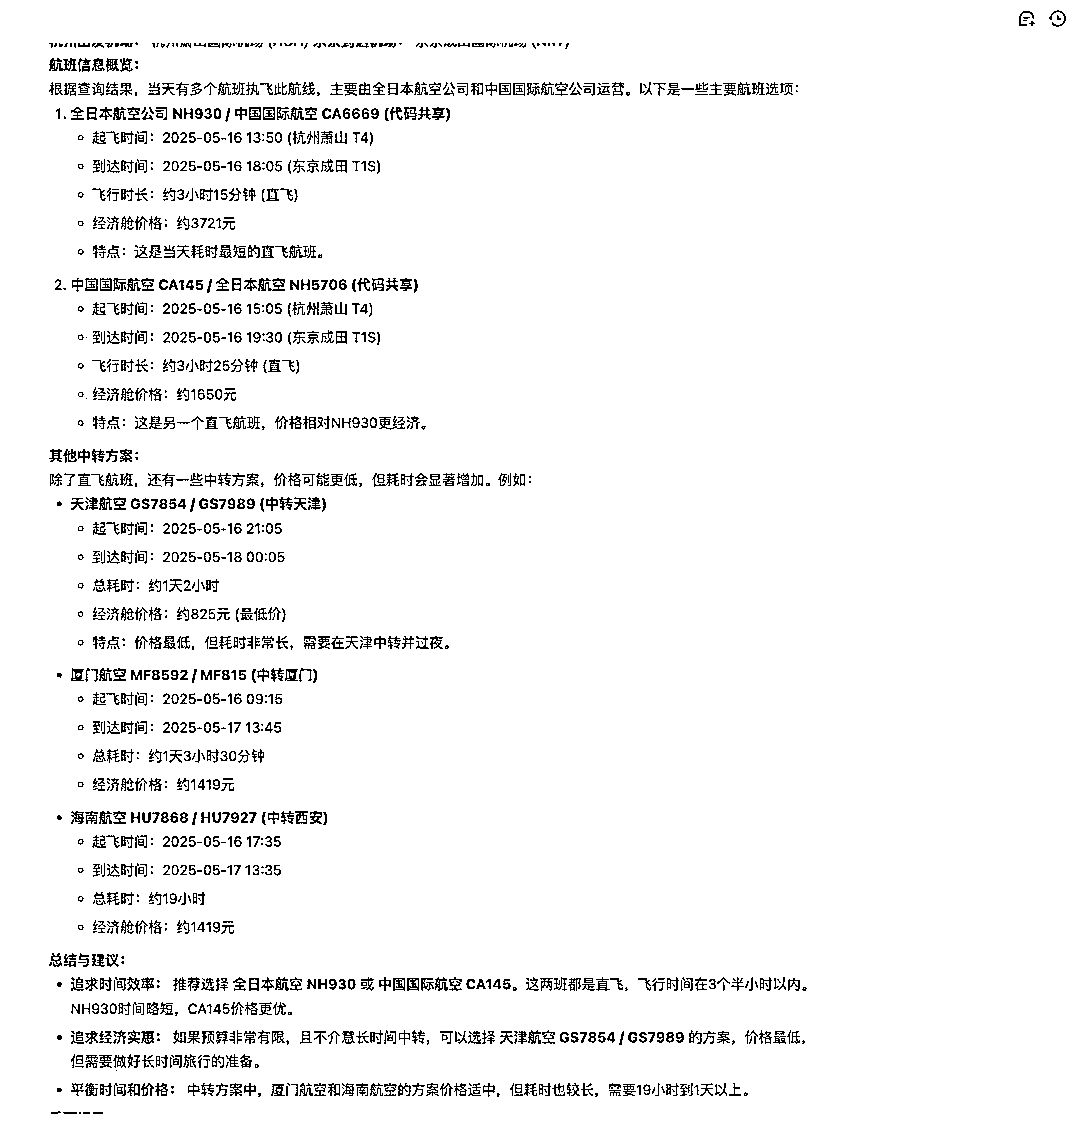 航班信息概览：
根据查询结果，当天有多个航班执飞此航线，主要由全日本航空公司和中国国际航空公司运营。以下是一些主要航班选项：
1. 全日本航空公司 NH930 / 中国国际航空 CA6669 (代码共享)
起飞时间：2025-05-16 13:50 (杭州萧山 T4)
到达时间：2025-05-16 18:05 (东京成田 T1S)
飞行时长：约3小时15分钟 (直飞)
经济舱价格：约3721元
特点：这是当天耗时最短的直飞航班。
2. 中国国际航空 CA145 / 全日本航空 NH5706 (代码共享)
起飞时间：2025-05-16 15:05 (杭州萧山 T4)
到达时间：2025-05-16 19:30 (东京成田 T1S)
飞行时长：约3小时25分钟 (直飞)
经济舱价格：约1650元
特点：这是另一个直飞航班，价格相对NH930更经济。
其他中转方案：
除了直飞航班，还有一些中转方案，价格可能更低，但耗时会显著增加。例如：
• 天津航空 GS7854 / GS7989 (中转天津)
起飞时间：2025-05-16 21:05
到达时间：2025-05-18 00:05
总耗时：约1天2小时
经济舱价格：约825元 (最低价)
特点：价格最低，但耗时非常长，需要在天津中转并过夜。
• 厦门航空 MF8592 / MF815 (中转厦门)
起飞时间：2025-05-16 09:15
到达时间：2025-05-17 13:45
总耗时：约1天3小时30分钟
经济舱价格：约1419元
• 海南航空 HU7868 / HU7927 (中转西安)
起飞时间：2025-05-16 17:35
到达时间：2025-05-17 13:35
总耗时：约19小时
经济舱价格：约1419元
总结与建议：
• 追求时间效率： 推荐选择 全日本航空 NH930 或 中国国际航空 CA145。这两班都是直飞，飞行时间在3个半小时以内。
NH930时间略短，CA145价格更优。
• 追求经济实惠： 如果预算非常有限，且不介意长时间中转，可以选择 天津航空 GS7854 / GS7989 的方案，价格最低，
但需要做好长时间旅行的准备。
• 平衡时间和价格： 中转方案中，厦门航空和海南航空的方案价格适中，但耗时也较长，需要19小时到1天以上。